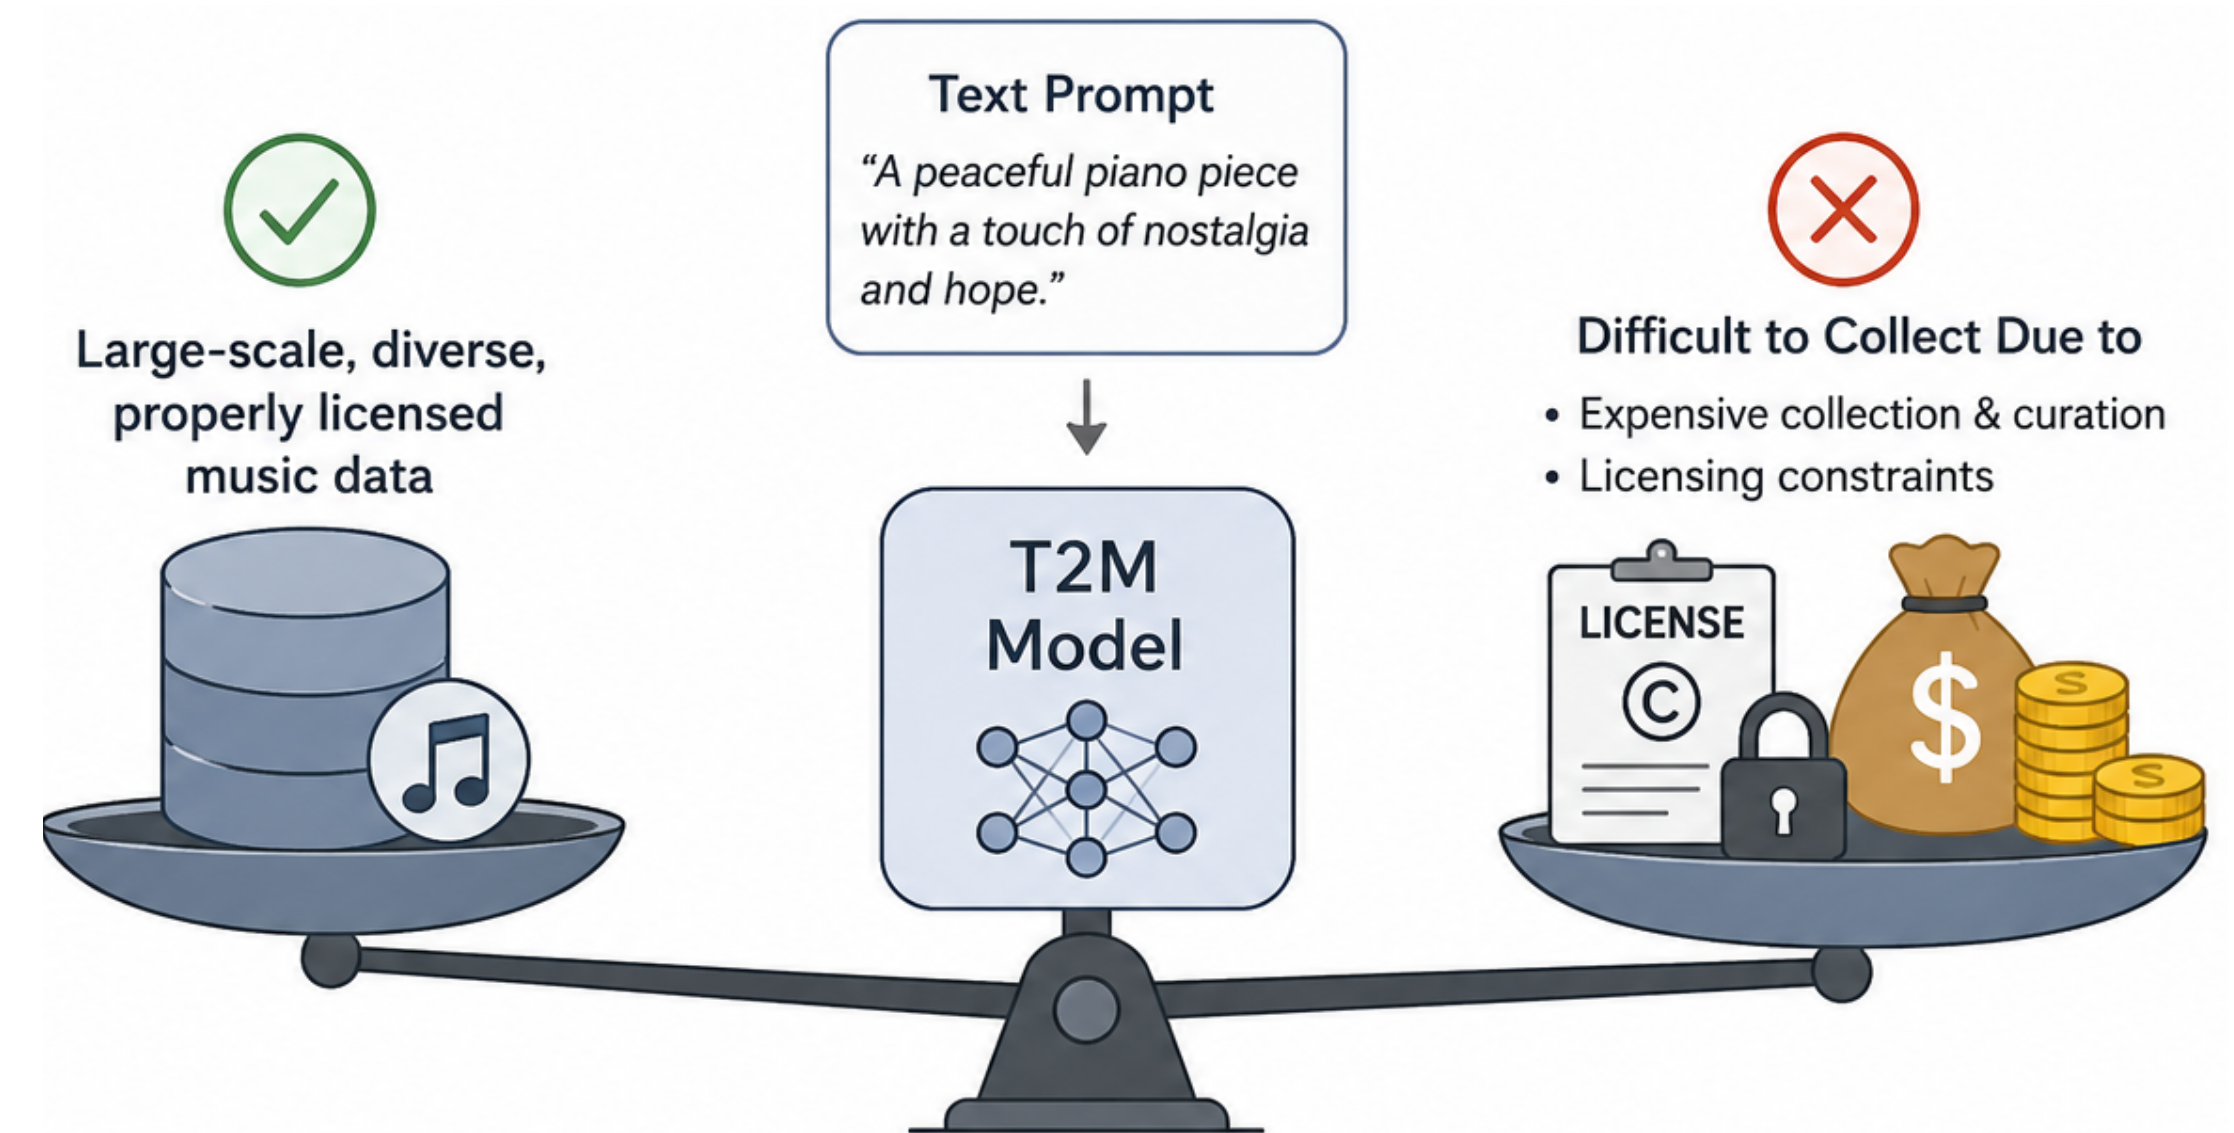 Text Prompt
“A peaceful piano piece
with a touch of nostalgia
and hope.”
Large-scale, diverse,
properly licensed
music data
T2M
Model
Difficult to Collect Due to
• Expensive collection & curation
• Licensing constraints
LICENSE
©
$
S
S